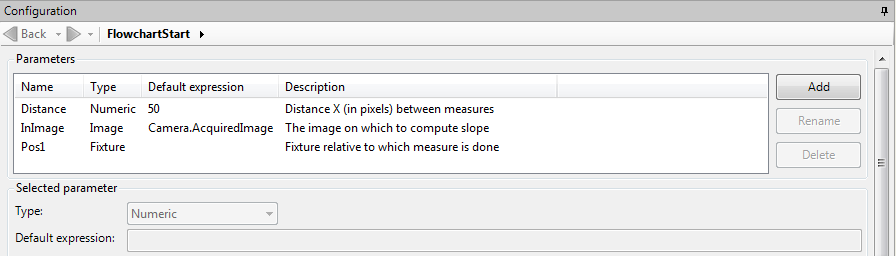 Configuration
Back FlowchartStart
Parameters
Name Type Default expression Description
Distance Numeric 50 Distance X (in pixels) between measures
InImage Image Camera.AcquiredImage The image on which to compute slope
Pos1 Fixture Fixture relative to which measure is done
Add
Rename
Delete
Selected parameter
Type: Numeric
Default expression: